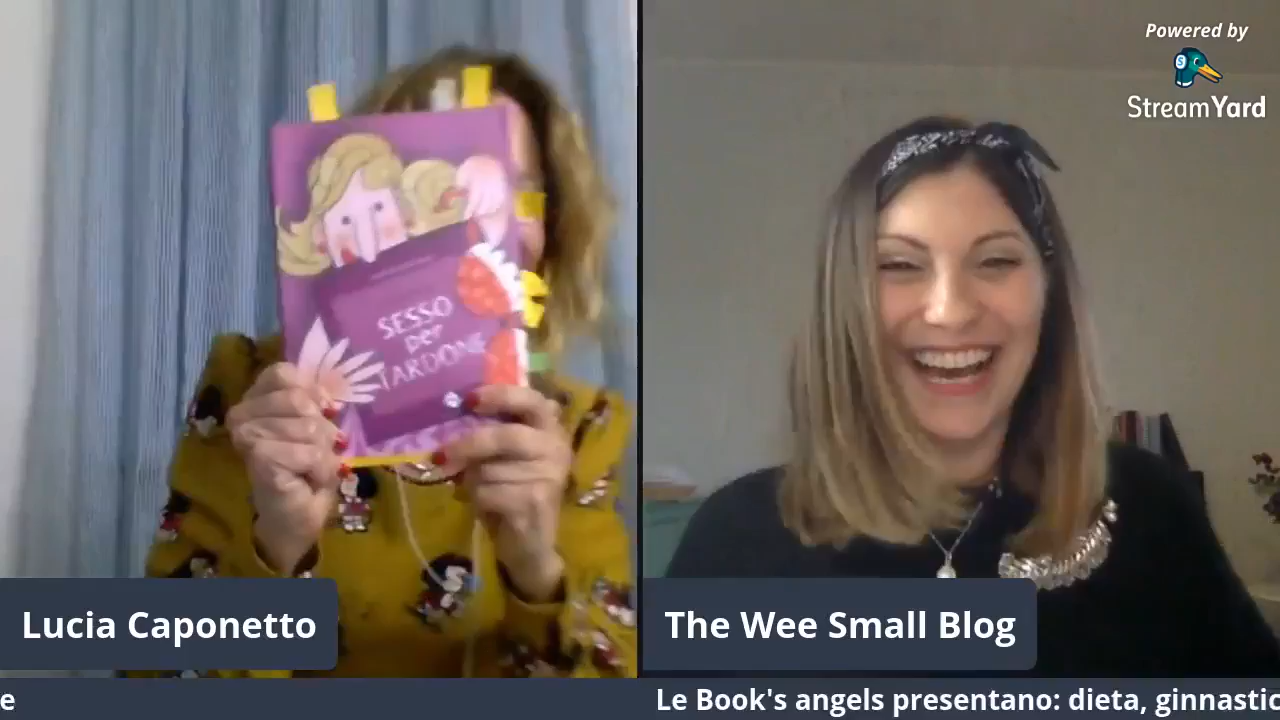 Powered by
StreamYard
SESSO
per
TARDONE
Lucia Caponetto
The Wee Small Blog
e
Le Book's angels presentano: dieta, ginnastic